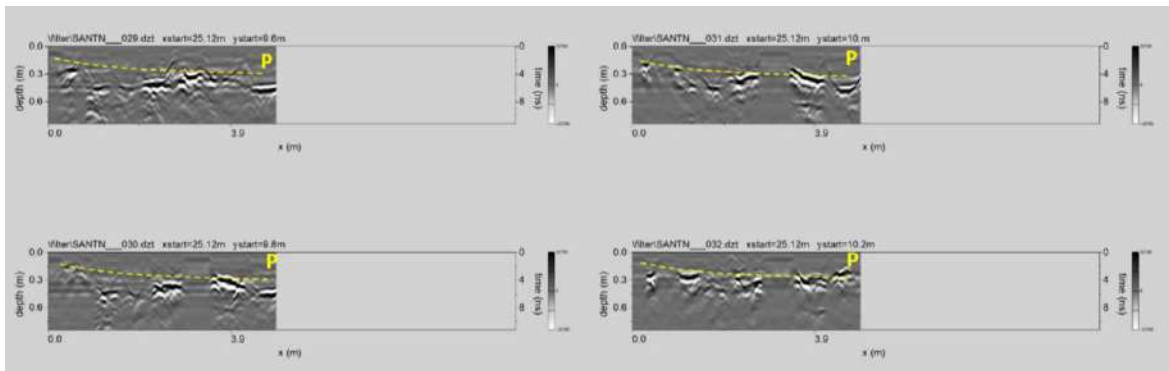 \filter\SANTN___029.dzt xstart=25.12m ystart=9.6m
P
0.0
0.3
0.6
depth (m)
0
4
8
time (ns)
0.0
3.9
x (m)
\filter\SANTN___031.dzt xstart=25.12m ystart=10.m
P
0.0
0.3
0.6
depth (m)
0
4
8
time (ns)
0.0
3.9
x (m)
\filter\SANTN___030.dzt xstart=25.12m ystart=9.8m
P
0.0
0.3
0.6
depth (m)
0
4
8
time (ns)
0.0
3.9
x (m)
\filter\SANTN___032.dzt xstart=25.12m ystart=10.2m
P
0.0
0.3
0.6
depth (m)
0
4
8
time (ns)
0.0
3.9
x (m)